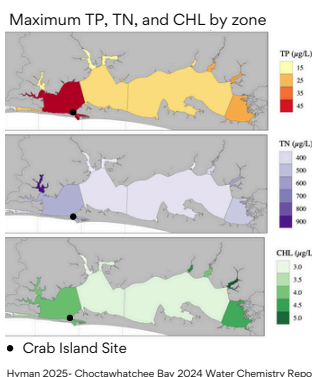 Maximum TP, TN, and CHL by zone
TP (µg/L)
15
25
35
45
TN (µg/L)
400
500
600
700
800
900
CHL (µg/L)
3.0
3.5
4.0
4.5
5.0
• Crab Island Site
Hyman 2025- Choctawhatchee Bay 2024 Water Chemistry Repo